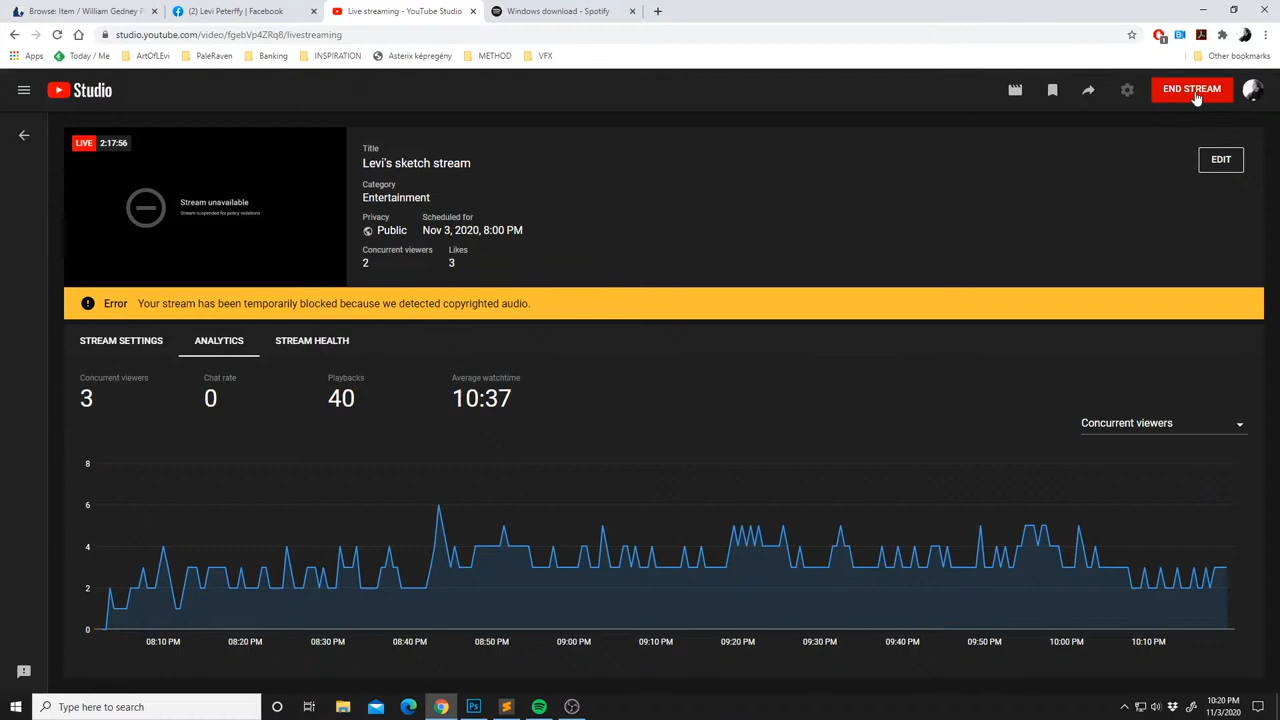 Browse: Item / William Gedney P
(2) Levi Peterffy | Facebook
Live streaming - YouTube Studio
Windows download - Spotify
studio.youtube.com/video/fgebVp4ZRq8/livestreaming
1
Apps
Today / Me
ArtOfLEvi
PaleRaven
Banking
INSPIRATION
Asterix képregény
METHOD
VFX
Other bookmarks
Studio
END STREAM
LIVE 2:17:56
Stream unavailable
Stream suspended for policy violations
Title
Levi's sketch stream
Category
Entertainment
Privacy Scheduled for
Public Nov 3, 2020, 8:00 PM
Concurrent viewers Likes
2 3
EDIT
Error Your stream has been temporarily blocked because we detected copyrighted audio.
STREAM SETTINGS ANALYTICS STREAM HEALTH
Concurrent viewers Chat rate Playbacks Average watchtime
3 0 40 10:37
Concurrent viewers
8
6
4
2
0
08:10 PM 08:20 PM 08:30 PM 08:40 PM 08:50 PM 09:00 PM 09:10 PM 09:20 PM 09:30 PM 09:40 PM 09:50 PM 10:00 PM 10:10 PM
Type here to search
Ps
10:20 PM
11/3/2020